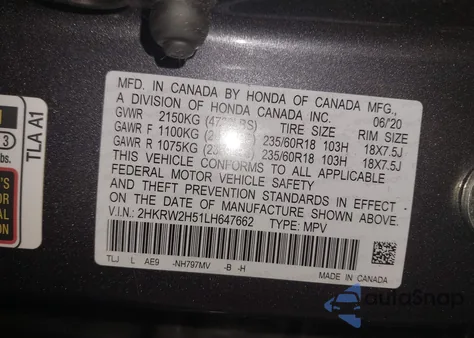 MFD. IN CANADA BY HONDA OF CANADA MFG.,
A DIVISION OF HONDA CANADA INC. 06/20
GVWR 2150KG TIRE SIZE RIM SIZE
GAWR F 1100KG 235/60R18 103H 18X7.5J
GAWR R 1075KG 235/60R18 103H 18X7.5J
THIS VEHICLE CONFORMS TO ALL APPLICABLE
FEDERAL MOTOR VEHICLE SAFETY
AND THEFT PREVENTION STANDARDS IN EFFECT
ON THE DATE OF MANUFACTURE SHOWN ABOVE.
V.I.N.: 2HKRW2H51LH647662 TYPE: MPV
TLJ L AE9 -NH797MV -B -H
MADE IN CANADA
TLA A1
3
lbs.
AutoSnap